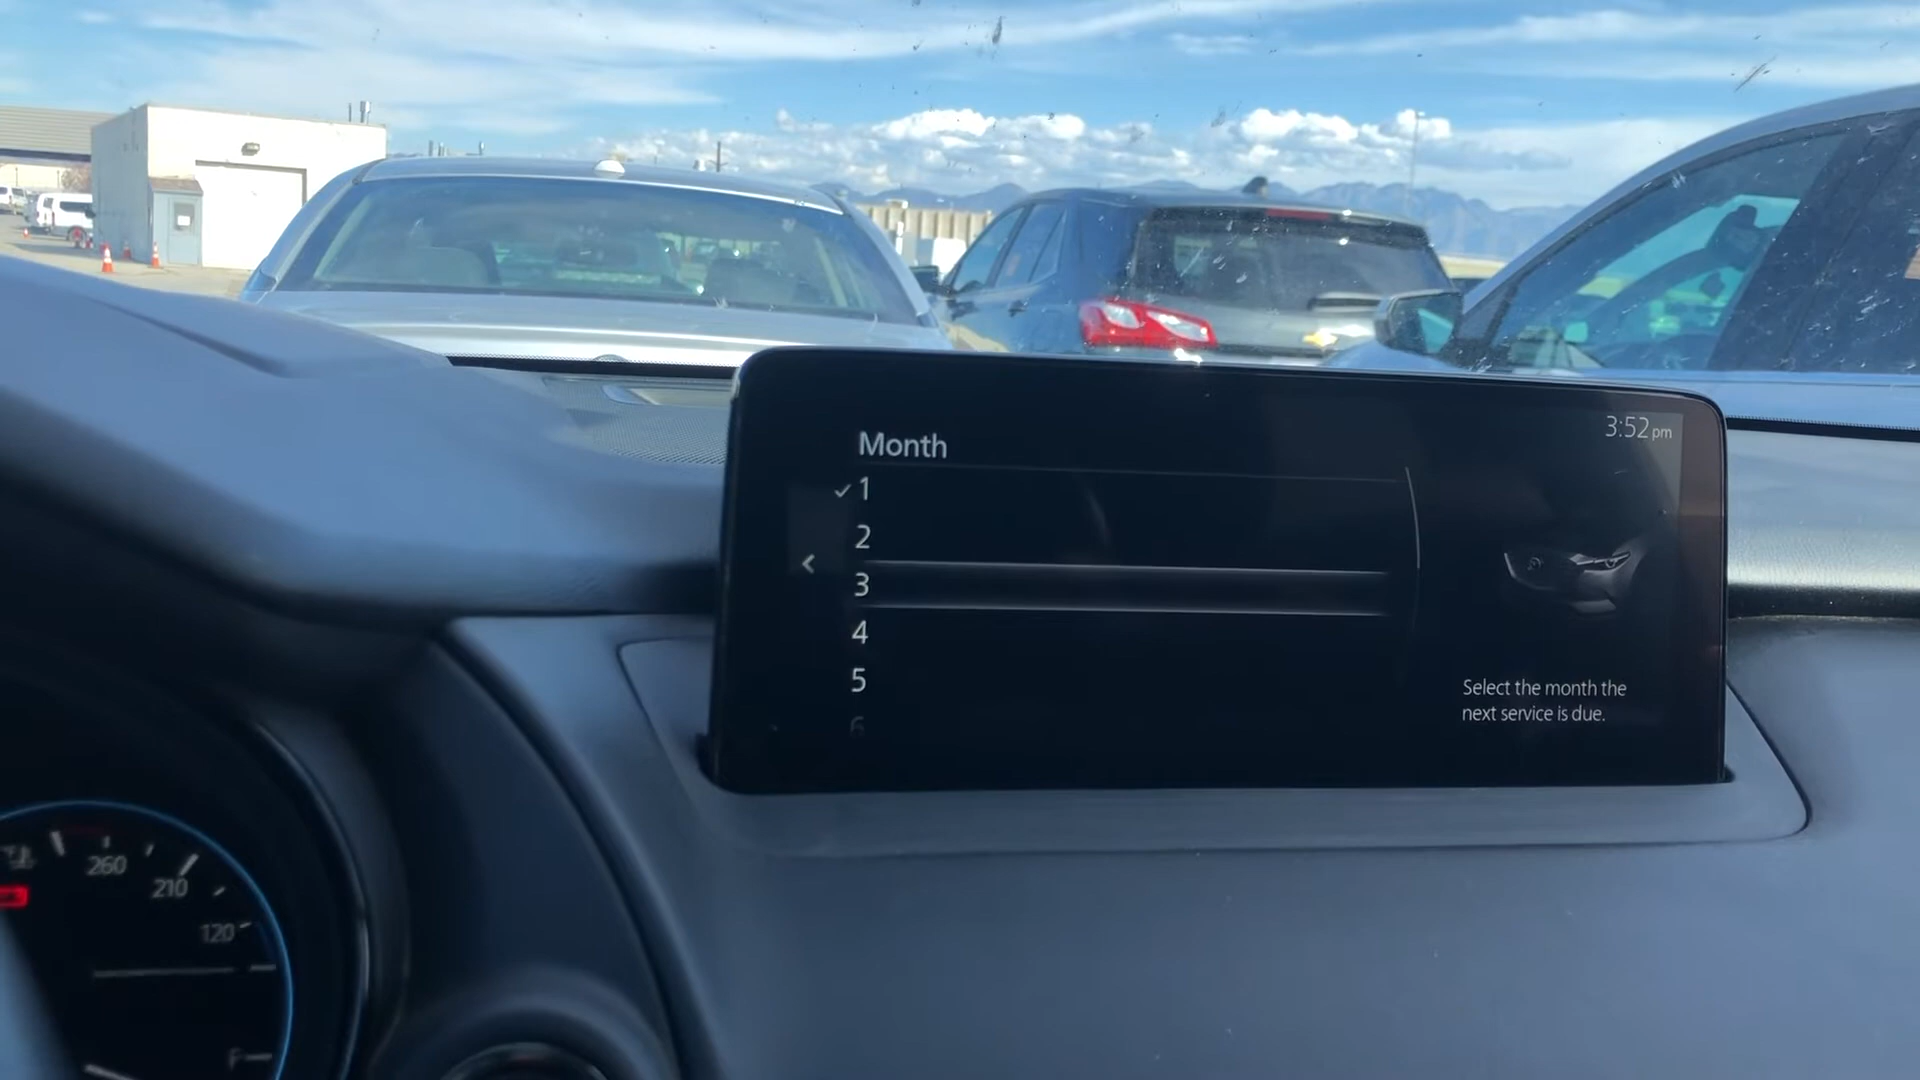 3:52 pm
Month
✓ 1
2
<
3
4
5
6
Select the month the
next service is due.
260
210
120
F